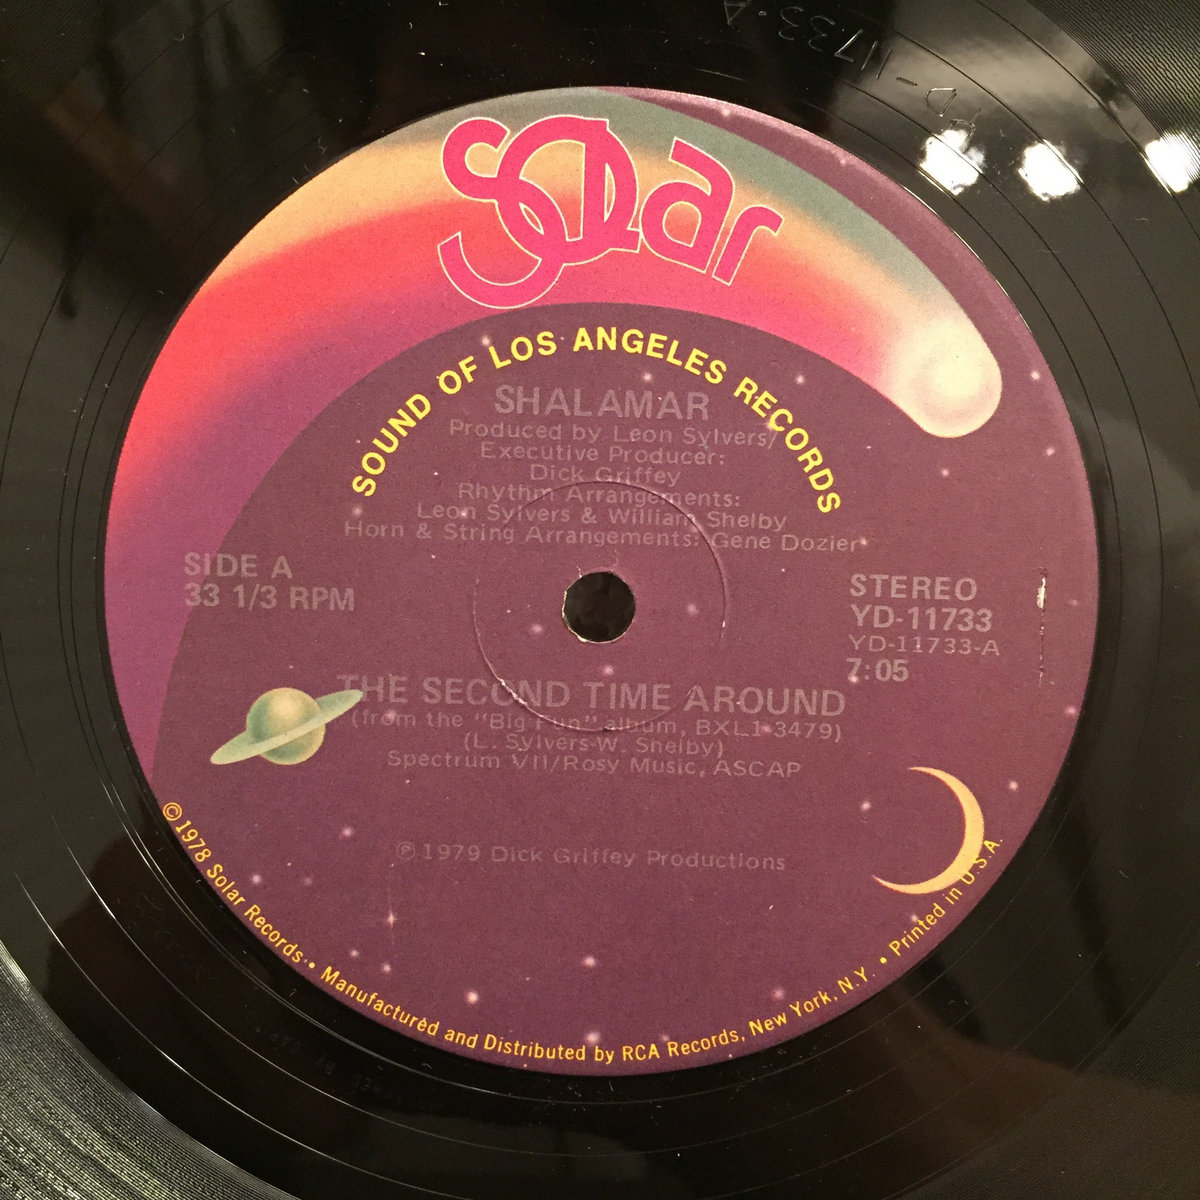 Solar
SOUND OF LOS ANGELES RECORDS
SHALAMAR
Produced by Leon Sylvers/
Executive Producer:
Dick Griffey
Rhythm Arrangements:
Leon Sylvers & William Shelby
Horn & String Arrangements: Gene Dozier
SIDE A
33 1/3 RPM
STEREO
YD-11733
YD-11733-A
7:05
THE SECOND TIME AROUND
(from the "Big Fun" album, BXL1-3479)
(L. Sylvers-W. Shelby)
Spectrum VII/Rosy Music, ASCAP
℗1979 Dick Griffey Productions
©1978 Solar Records. • Manufactured and Distributed by RCA Records, New York, N.Y. • Printed in U.S.A.
YD-11733-A